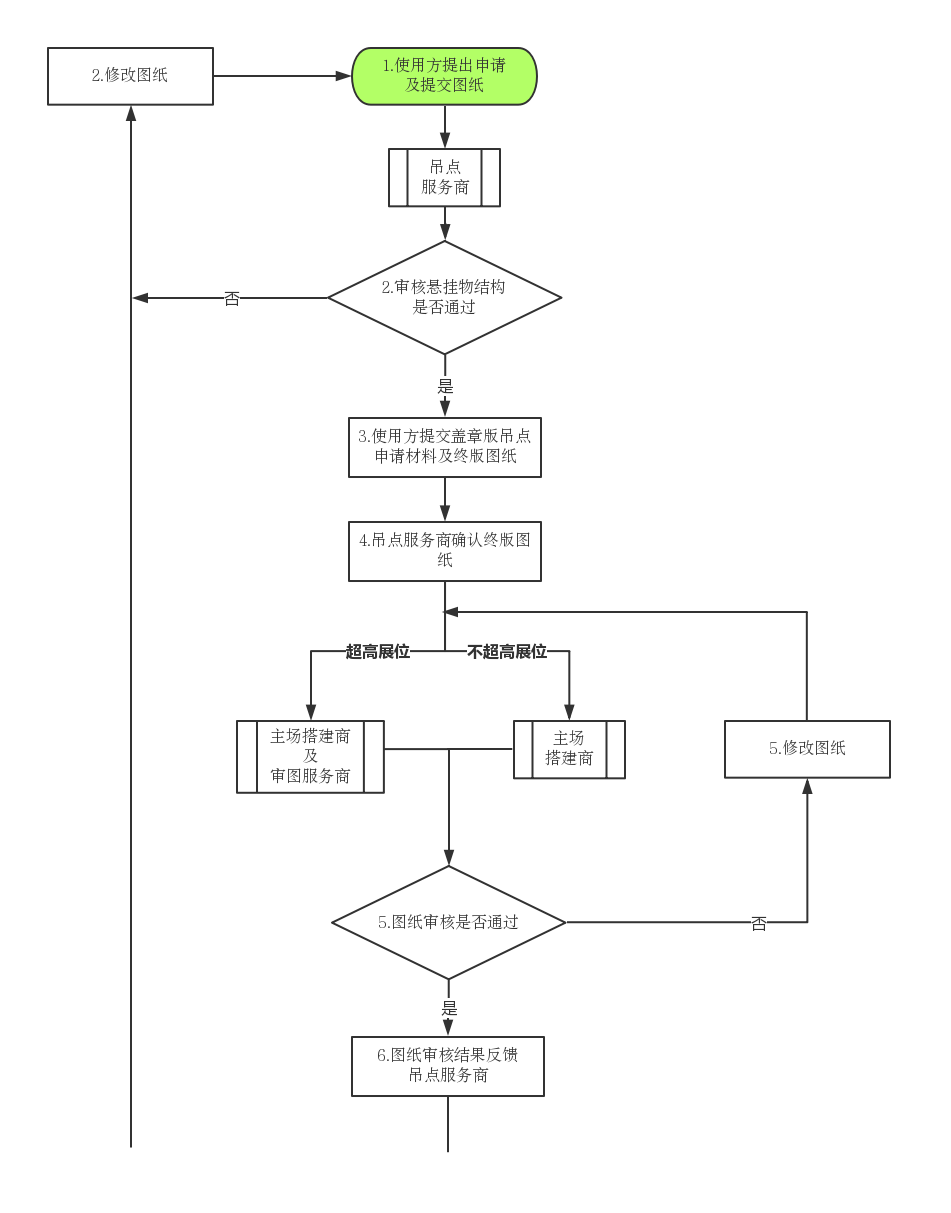 2.修改图纸
1.使用方提出申请
及提交图纸
吊点
服务商
2.审核悬挂物结构
是否通过
否
是
3.使用方提交盖章版吊点
申请材料及终版图纸
4.吊点服务商确认终版图
纸
超高展位
不超高展位
主场搭建商
及
审图服务商
主场
搭建商
5.修改图纸
5.图纸审核是否通过
否
是
6.图纸审核结果反馈
吊点服务商